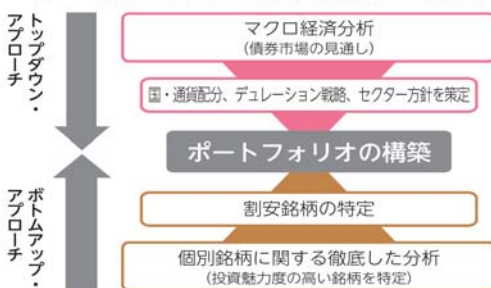 トップダウン・
アプローチ
マクロ経済分析
(債券市場の見通し)
国・通貨配分、デュレーション戦略、セクター方針を策定
ポートフォリオの構築
ボトムアップ・
アプローチ
割安銘柄の特定
個別銘柄に関する徹底した分析
(投資魅力度の高い銘柄を特定)